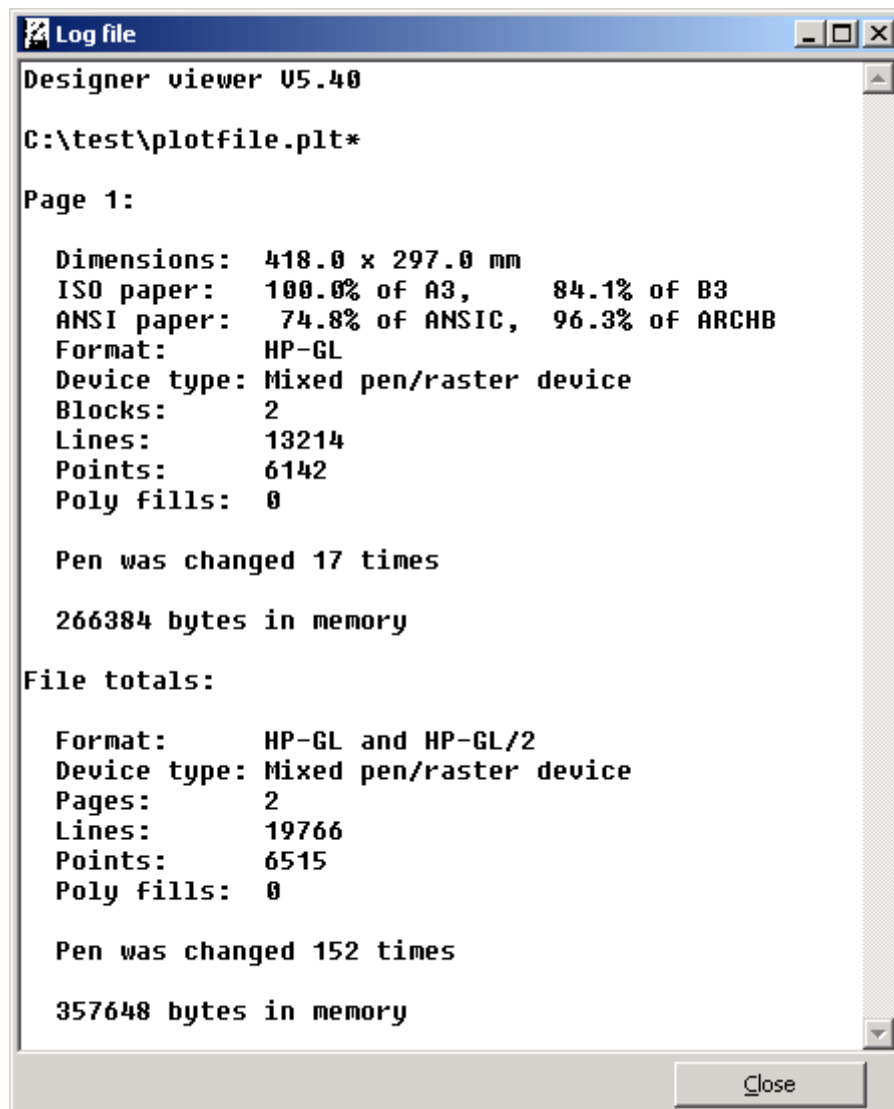 Log file
Designer viewer V5.40
C:\test\plotfile.plt*
Page 1:
Dimensions: 418.0 x 297.0 mm
ISO paper: 100.0% of A3, 84.1% of B3
ANSI paper: 74.8% of ANSIC, 96.3% of ARCHB
Format: HP-GL
Device type: Mixed pen/raster device
Blocks: 2
Lines: 13214
Points: 6142
Poly fills: 0
Pen was changed 17 times
266384 bytes in memory
File totals:
Format: HP-GL and HP-GL/2
Device type: Mixed pen/raster device
Pages: 2
Lines: 19766
Points: 6515
Poly fills: 0
Pen was changed 152 times
357648 bytes in memory
Close